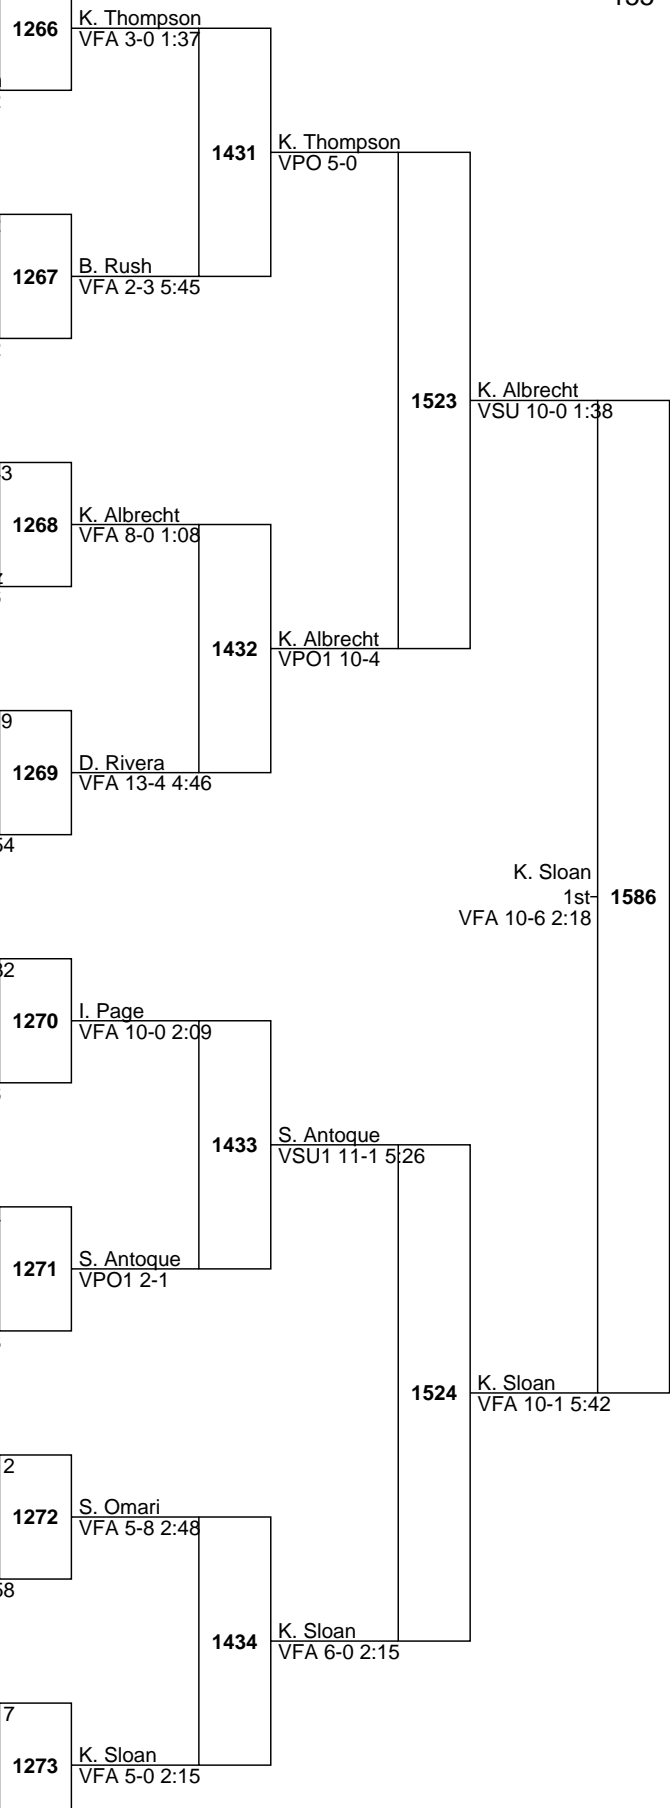 1266
K. Thompson
VFA 3-0 1:37
1431
K. Thompson
VPO 5-0
1267
B. Rush
VFA 2-3 5:45
1523
K. Albrecht
VSU 10-0 1:38
1268
K. Albrecht
VFA 8-0 1:08
1432
K. Albrecht
VPO1 10-4
9
1269
D. Rivera
VFA 13-4 4:46
54
K. Sloan
1st
1586
VFA 10-6 2:18
1270
I. Page
VFA 10-0 2:09
1433
S. Antoque
VSU1 11-1 5:26
1271
S. Antoque
VPO1 2-1
1524
K. Sloan
VFA 10-1 5:42
2
1272
S. Omari
VFA 5-8 2:48
58
1434
K. Sloan
VFA 6-0 2:15
7
1273
K. Sloan
VFA 5-0 2:15